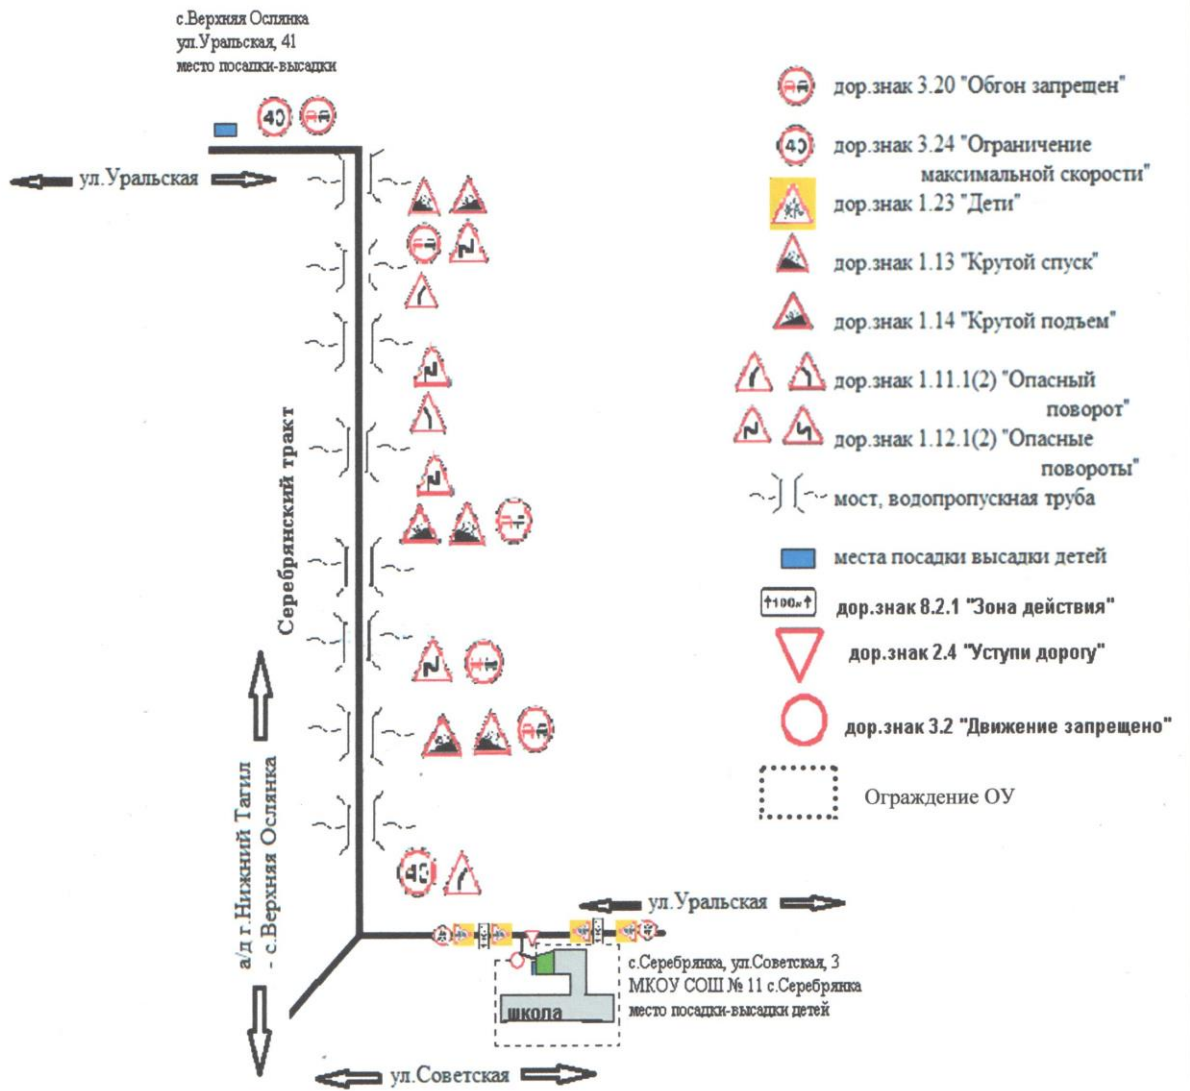 с.Верхняя Ослянка
ул.Уральская, 41
место посадки-высадки
40
ул.Уральская
Серебрянский тракт
а/д г.Нижний Тагил
- с.Верхняя Ослянка
40
ул.Уральская
с.Серебрянка, ул.Советская, 3
МКОУ СОШ № 11 с.Серебрянка
место посадки-высадки детей
школа
ул.Советская
дор.знак 3.20 "Обгон запрещен"
40
дор.знак 3.24 "Ограничение
максимальной скорости"
дор.знак 1.23 "Дети"
дор.знак 1.13 "Крутой спуск"
дор.знак 1.14 "Крутой подъем"
дор.знак 1.11.1(2) "Опасный
поворот"
дор.знак 1.12.1(2) "Опасные
повороты"
мост, водопропускная труба
места посадки высадки детей
100м
дор.знак 8.2.1 "Зона действия"
дор.знак 2.4 "Уступи дорогу"
дор.знак 3.2 "Движение запрещено"
Ограждение ОУ